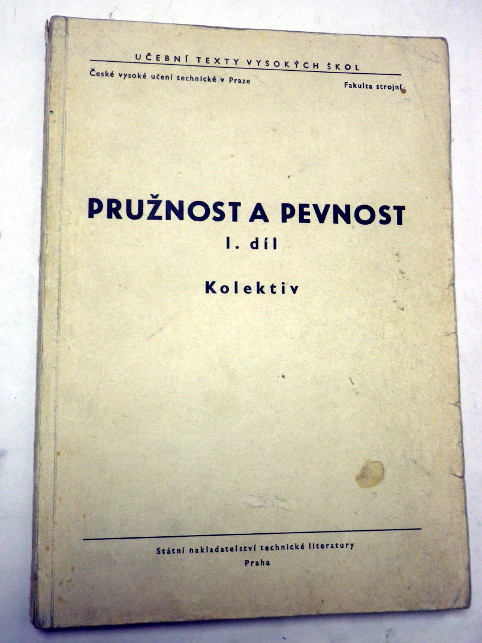 UČEBNÍ TEXTY VYSOKÝCH ŠKOL
České vysoké učení technické v Praze Fakulta strojní
PRUŽNOST A PEVNOST
I. díl
Kolektiv
Státní nakladatelství technické literatury
Praha